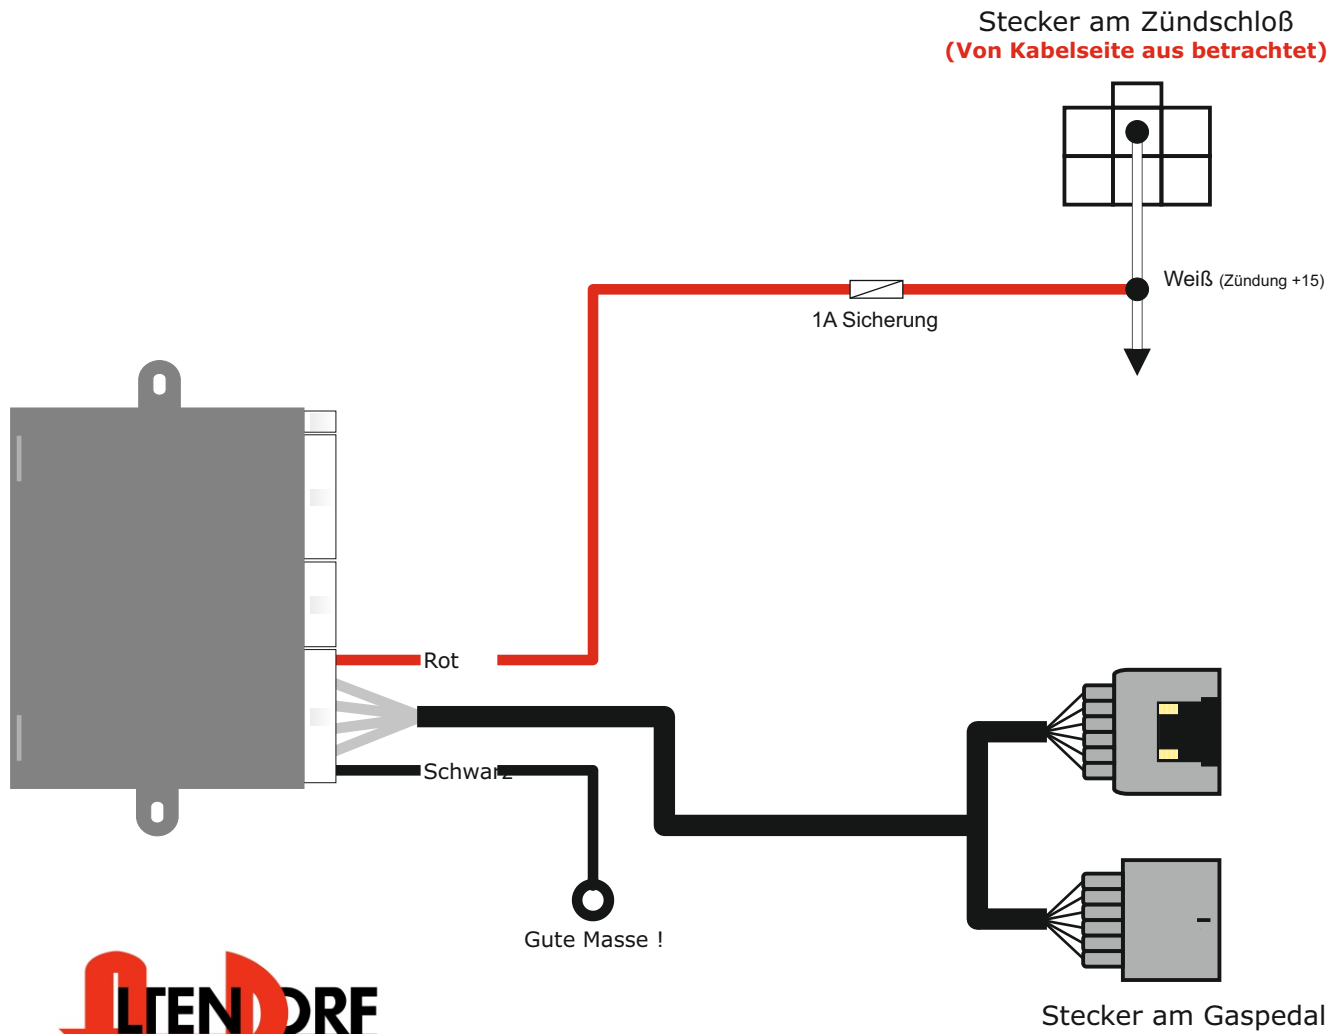 Stecker am Zündschloß
(Von Kabelseite aus betrachtet)
Weiß (Zündung +15)
1A Sicherung
Rot
Schwarz
Gute Masse !
ALTENDORF
Stecker am Gaspedal